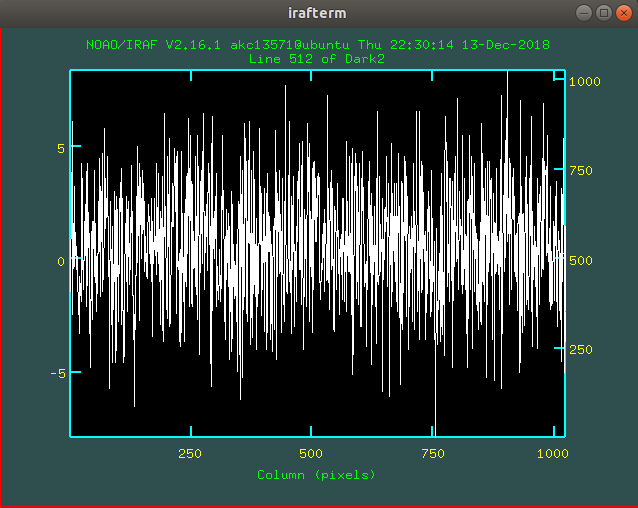 irafterm
NOAO/IRAF V2.16.1 akc13571@ubuntu Thu 22:30:14 13-Dec-2018
Line 512 of Dark2
1000
5
750
0
500
250
-5
250
500
750
1000
Column (pixels)